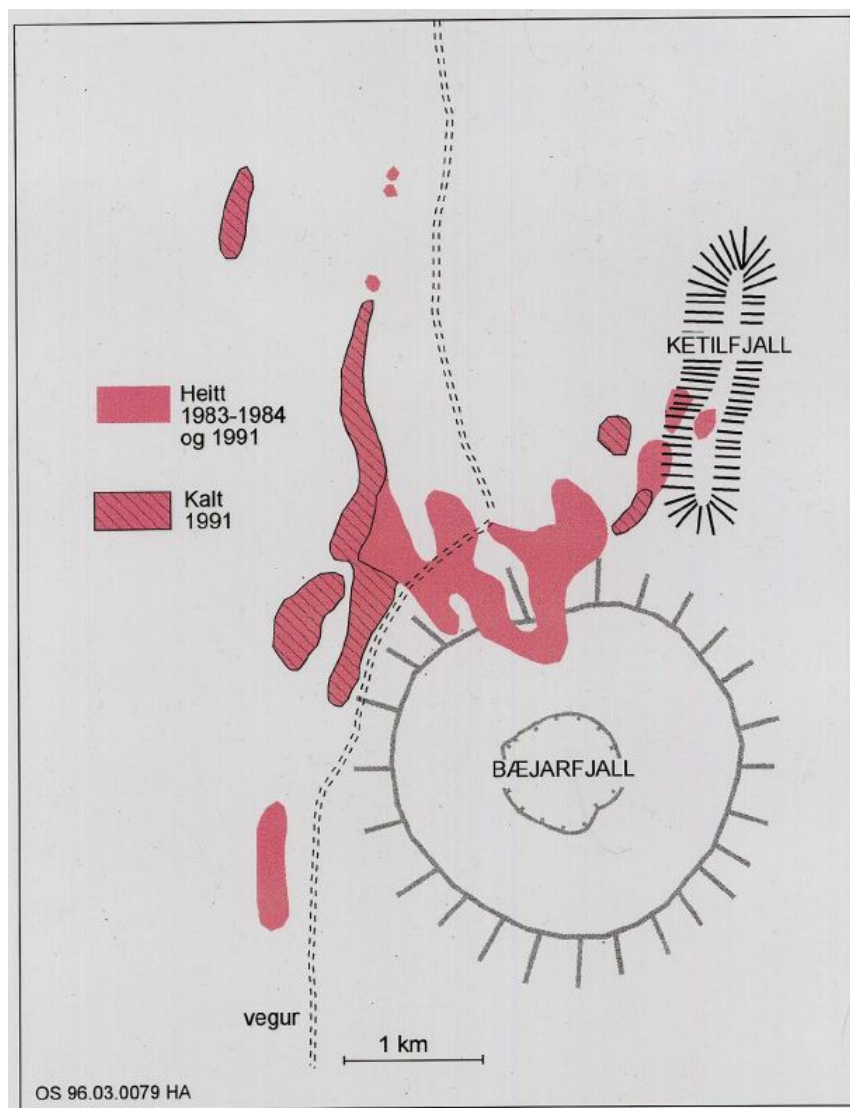 KETILFJALL
Heitt
1983-1984
og 1991
Kalt
1991
BÆJARFJALL
vegur
1 km
OS 96.03.0079 HA